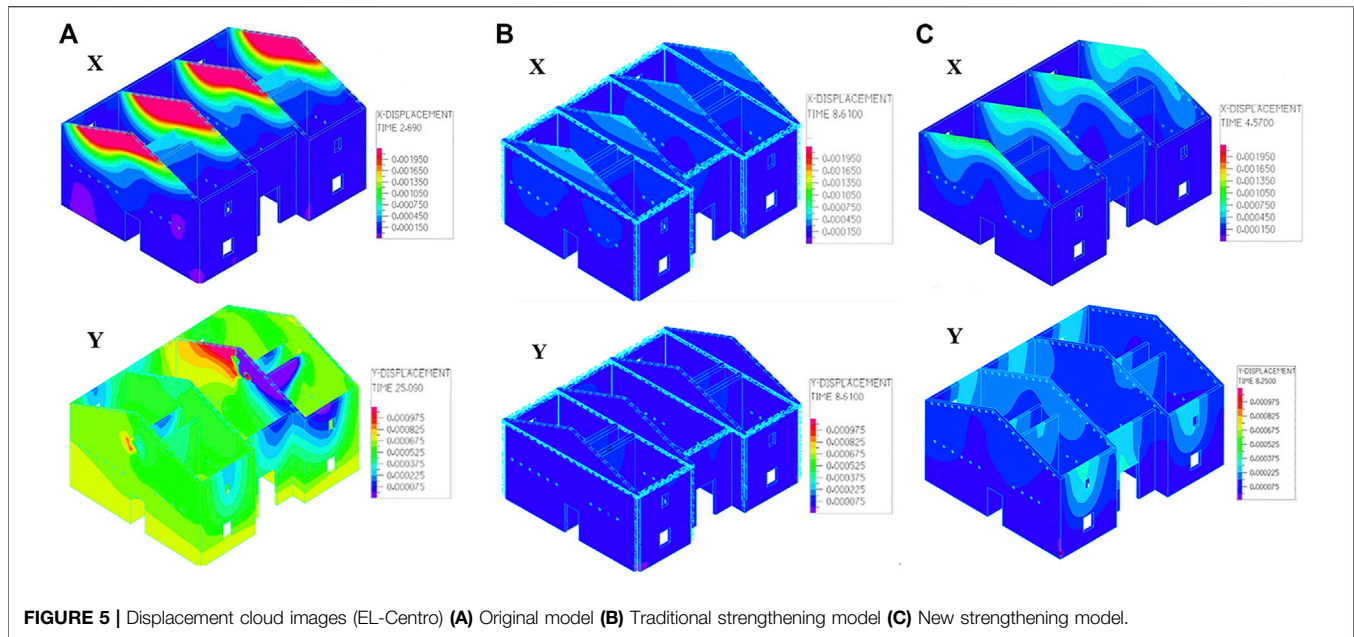 A
X
X-DISPLACEMENT
TIME 2.690
0.001950
0.001650
0.001350
0.001050
0.000750
0.000450
0.000150
B
X
X-DISPLACEMENT
TIME 8.6100
0.001950
0.001650
0.001350
0.001050
0.000750
0.000450
0.000150
C
X
X-DISPLACEMENT
TIME 4.5700
0.001950
0.001650
0.001350
0.001050
0.000750
0.000450
0.000150
Y
Y-DISPLACEMENT
TIME 25.090
0.000975
0.000825
0.000675
0.000525
0.000375
0.000225
0.000075
Y
Y-DISPLACEMENT
TIME 8.6100
0.000975
0.000825
0.000675
0.000525
0.000375
0.000225
0.000075
Y
Y-DISPLACEMENT
TIME 8.2500
0.000975
0.000825
0.000675
0.000525
0.000375
0.000225
0.000075
FIGURE 5 | Displacement cloud images (EL-Centro) (A) Original model (B) Traditional strengthening model (C) New strengthening model.